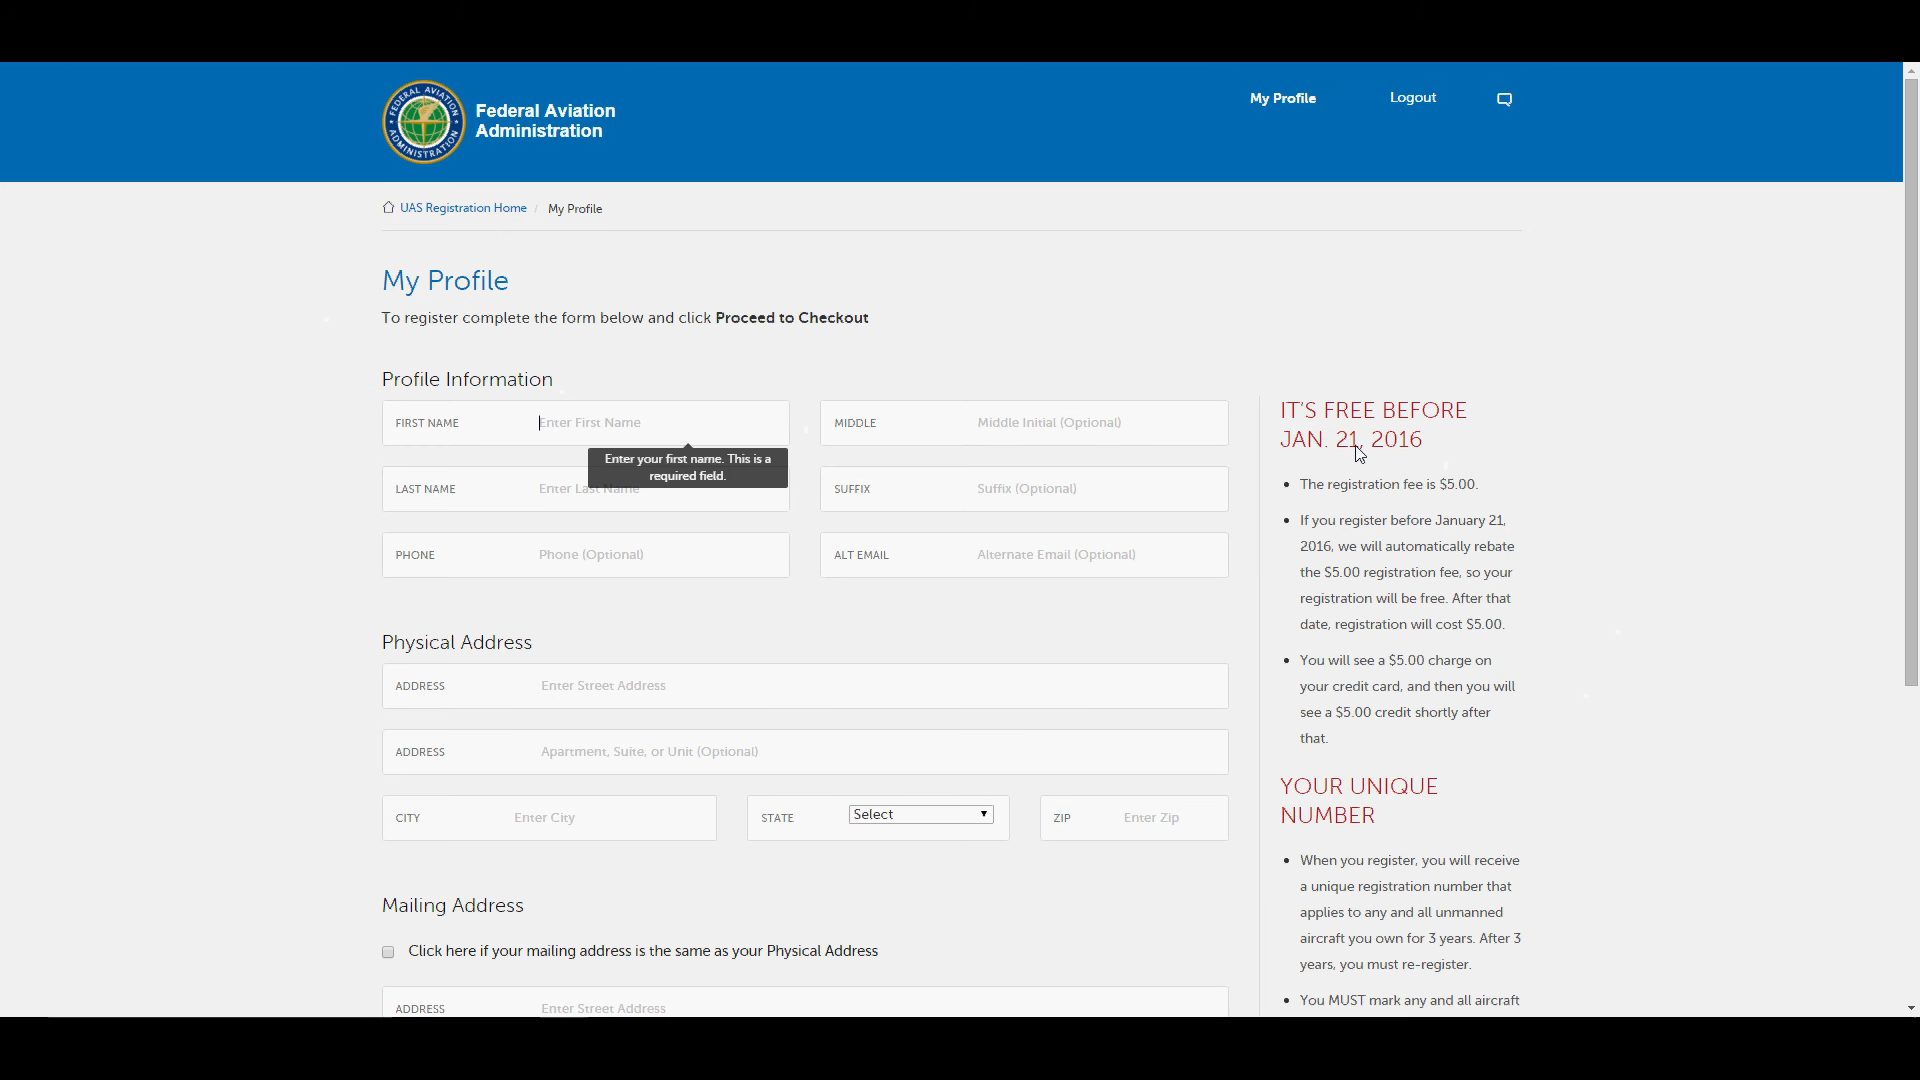 FEDERAL AVIATION
ADMINISTRATION
Federal Aviation
Administration
My Profile
Logout
UAS Registration Home / My Profile
My Profile
To register complete the form below and click Proceed to Checkout
Profile Information
FIRST NAME Enter First Name
MIDDLE Middle Initial (Optional)
Enter your first name. This is a
required field.
LAST NAME Enter Last Name
SUFFIX Suffix (Optional)
PHONE Phone (Optional)
ALT EMAIL Alternate Email (Optional)
Physical Address
ADDRESS Enter Street Address
ADDRESS Apartment, Suite, or Unit (Optional)
CITY Enter City
STATE Select
ZIP Enter Zip
Mailing Address
Click here if your mailing address is the same as your Physical Address
ADDRESS Enter Street Address
IT'S FREE BEFORE
JAN. 21, 2016
• The registration fee is $5.00.
• If you register before January 21,
2016, we will automatically rebate
the $5.00 registration fee, so your
registration will be free. After that
date, registration will cost $5.00.
• You will see a $5.00 charge on
your credit card, and then you will
see a $5.00 credit shortly after
that.
YOUR UNIQUE
NUMBER
• When you register, you will receive
a unique registration number that
applies to any and all unmanned
aircraft you own for 3 years. After 3
years, you must re-register.
• You MUST mark any and all aircraft